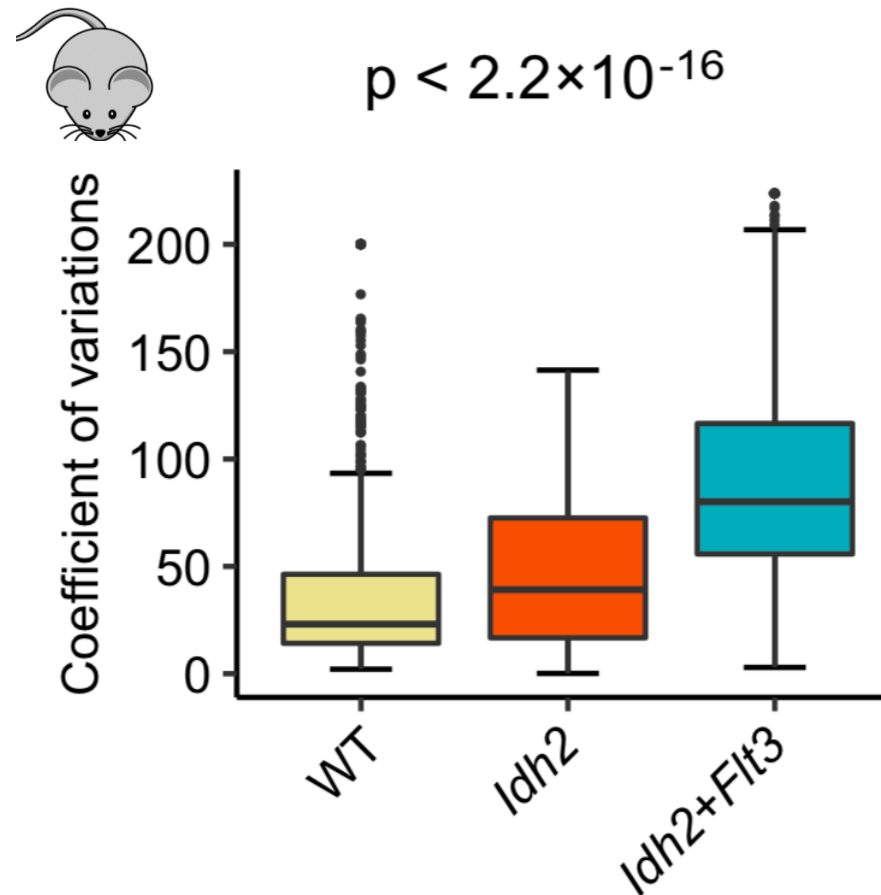 p < 2.2×10⁻¹⁶
Coefficient of variations
200
150
100
50
0
WT
Idh2
Idh2+Flt3